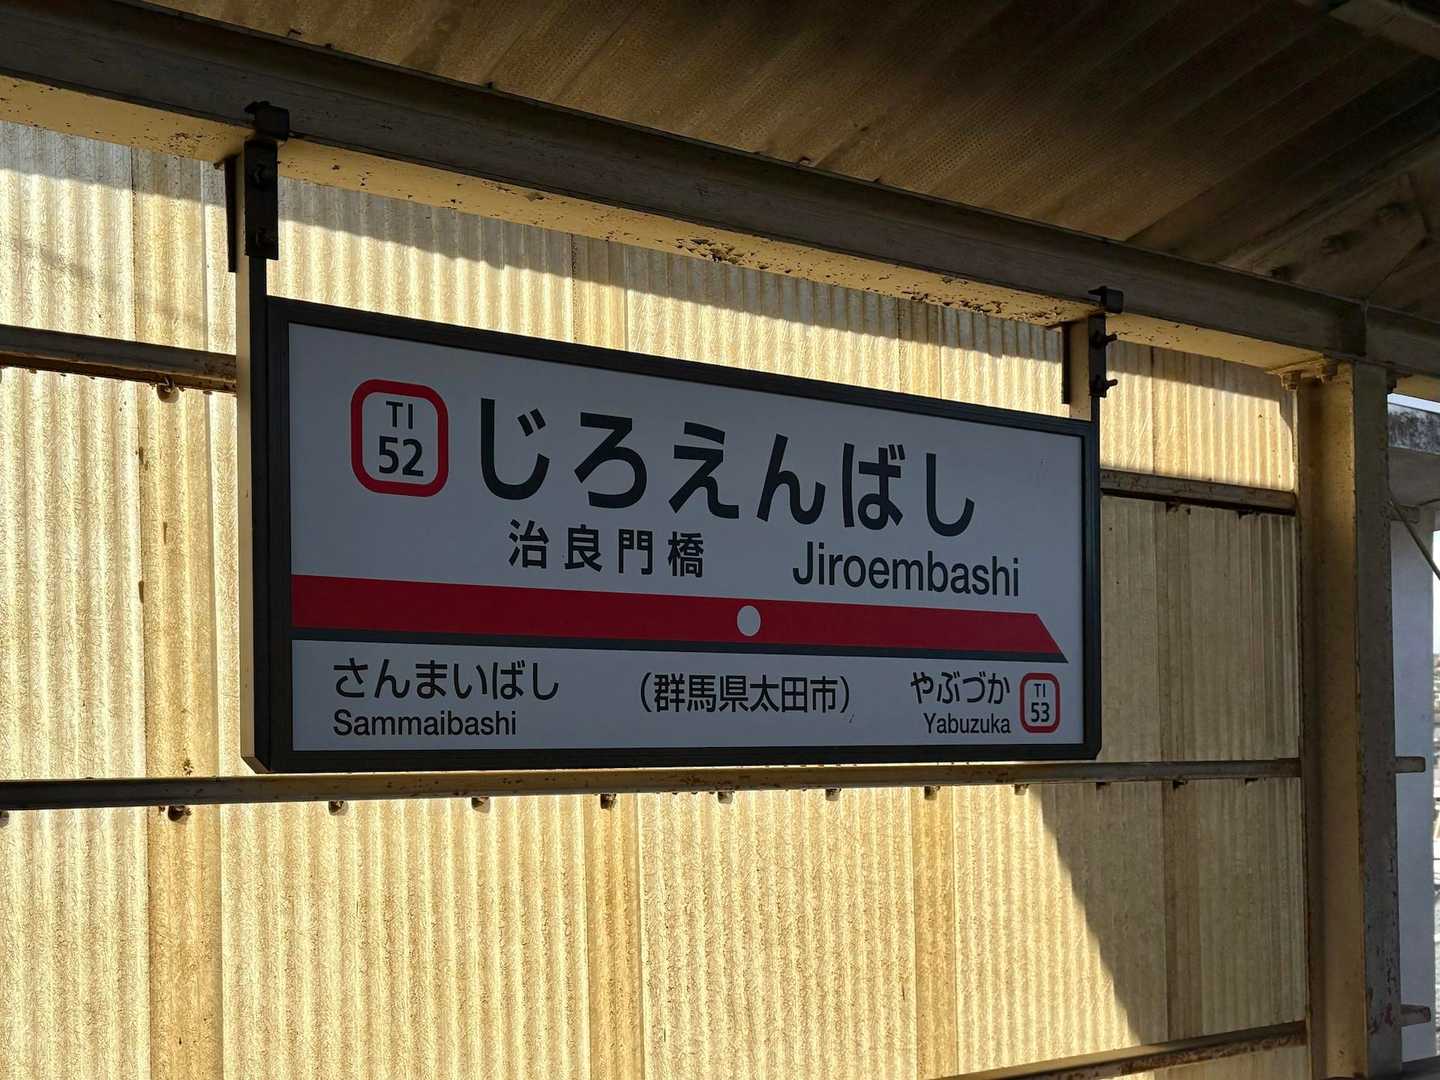 TI
52
じろえんばし
治良門橋
Jiroembashi
さんまいばし
Sammaibashi
(群馬県太田市)
やぶづか
Yabuzuka
TI
53